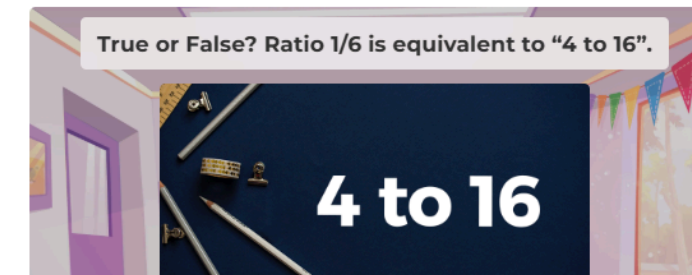 True or False? Ratio 1/6 is equivalent to “4 to 16”.
4 to 16